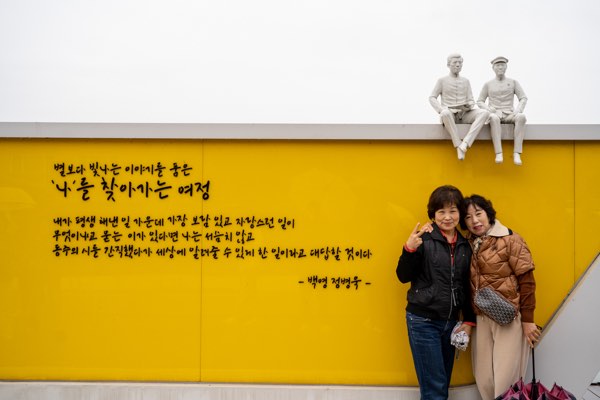 별보다 빛나는 이야기를 품은
'나'를 찾아가는 여정
내가 평생 해낸 일 가운데 가장 보람 있고 자랑스런 일이
무엇이냐고 묻는 이가 있다면 나는 서슴지 않고
동주의 시를 간직했다가 세상에 알려줄 수 있게 한 일이라고 대답할 것이다
- 백영 정병욱 -